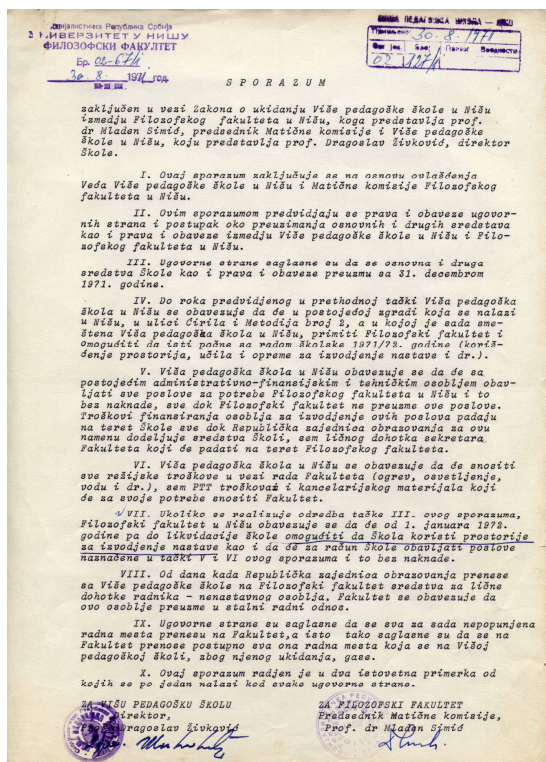 Социјалистичка Република Србија
УНИВЕРЗИТЕТ У НИШУ
ФИЛОЗОФСКИ ФАКУЛТЕТ
Бр. 02-67/1
30. 8. 1971 год.
ВИША ПЕДАГОШКА ШКОЛА — НИШ
Примљено: 30-8-1971
Орг јед. Број Прилог Вредност
02 127/1
S P O R A Z U M
zaključen u vezi Zakona o ukidanju Više pedagoške škole u Nišu
izmedju Filozofskog fakulteta u Nišu, koga predstavlja prof.
dr Mladen Simić, predsednik Matične komisije i Više pedagoške
škole u Nišu, koju predstavlja prof. Dragoslav Živković, direktor
Škole.
I. Ovaj sporazum zaključuje se na osnovu ovlašćenja
Veća Više pedagoške škole u Nišu i Matične komisije Filozofskog
fakulteta u Nišu.
II. Ovim sporazumom predvidjaju se prava i obaveze ugovor-
nih strana i postupak oko preuzimanja osnovnih i drugih sredstava
kao i prava i obaveze izmedju Više pedagoške škole u Nišu i Filo-
zofskog fakulteta u Nišu.
III. Ugovorne strane saglasne su da se osnovna i druga
sredstva Škole kao i prava i obaveze preuzmu sa 31. decembrom
1971. godine.
IV. Do roka predvidjenog u prethodnoj tački Viša pedagoška
škola u Nišu se obavezuje da će u postojećoj zgradi koja se nalazi
u Nišu, u ulici Ćirila i Metodija broj 2, a u kojoj je sada sme-
štena Viša pedagoška škola u Nišu, primiti Filozofski fakultet i
omogućiti da isti počne sa radom školske 1971/72. godine (koriš-
ćenje prostorija, učila i opreme za izvodjenje nastave i dr.).
V. Viša pedagoška škola u Nišu obavezuje se da će sa
postojećim administrativno-finansijskim i tehničkim osobljem obav-
ljati sve poslove za potrebe Filozofskog fakulteta u Nišu i to
bez naknade, sve dok Filozofski fakultet ne preuzme ove poslove.
Troškovi finansiranja osoblja za izvodjenje ovih poslova padaju
na teret Škole sve dok Republička zajednica obrazovanja za ovu
namenu dodeljuje sredstva Školi, sem ličnog dohotka sekretara
Fakulteta koji će padati na teret Filozofskog fakulteta.
VI. Viša pedagoška škola u Nišu se obavezuje da će snositi
sve režijske troškove u vezi rada Fakulteta (ogrev, osvetljenje,
vodu i dr.), sem PTT troškova i kancelarijskog materijala koji
će za svoje potrebe snositi Fakultet.
VII. Ukoliko se realizuje odredba tačke III. ovog sporazuma,
Filozofski fakultet u Nišu obavezuje se da će od 1. januara 1972.
godine pa do likvidacije škole omogućiti da Škola koristi prostorije
za izvodjenje nastave kao i da će za račun Škole obavljati poslove
naznačene u tački V i VI ovog sporazuma i to bez naknade.
VIII. Od dana kada Republička zajednica obrazovanja prenese
sa Više pedagoške škole na Filozofski fakultet sredstva za lične
dohotke radnika - nenastavnog osoblja. Fakultet se obavezuje da
ovo osoblje preuzme u stalni radni odnos.
IX. Ugovorne strane su saglasne da se sva za sada nepopunjena
radna mesta prenesu na Fakultet,a isto tako saglasne su da se na
Fakultet prenose postupno sva ona radna mesta koja se na Višoj
pedagoškoj školi, zbog njenog ukidanja, gase.
X. Ovaj sporazum radjen je u dva istovetna primerka od
kojih se po jedan nalazi kod svake ugovorne strane.
ZA VIŠU PEDAGOŠKU ŠKOLU
Direktor,
Dragoslav Živković
ZA FILOZOFSKI FAKULTET
Predsednik Matične komisije,
Prof. dr Mladen Simić